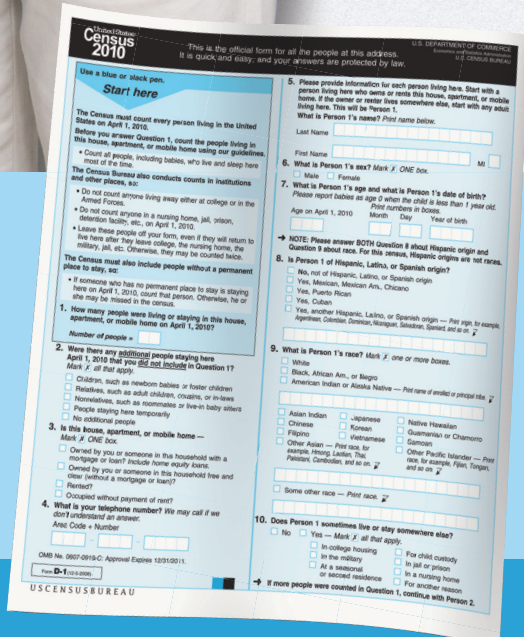 United States
Census
2010
This is the official form for all the people at this address.
It is quick and easy, and your answers are protected by law.
U.S. DEPARTMENT OF COMMERCE
Economics and Statistics Administration
U.S. CENSUS BUREAU
Use a blue or black pen.
Start here
The Census must count every person living in the United
States on April 1, 2010.
Before you answer Question 1, count the people living in
this house, apartment, or mobile home using our guidelines.
• Count all people, including babies, who live and sleep here
most of the time.
The Census Bureau also conducts counts in institutions
and other places, so:
• Do not count anyone living away either at college or in the
Armed Forces.
• Do not count anyone in a nursing home, jail, prison,
detention facility, etc., on April 1, 2010.
• Leave these people off your form, even if they will return to
live here after they leave college, the nursing home, the
military, jail, etc. Otherwise, they may be counted twice.
The Census must also include people without a permanent
place to stay, so:
• If someone who has no permanent place to stay is staying
here on April 1, 2010, count that person. Otherwise, he or
she may be missed in the census.
1. How many people were living or staying in this house,
apartment, or mobile home on April 1, 2010?
Number of people =
2. Were there any additional people staying here
April 1, 2010 that you did not include in Question 1?
Mark X all that apply.
Children, such as newborn babies or foster children
Relatives, such as adult children, cousins, or in-laws
Nonrelatives, such as roommates or live-in baby sitters
People staying here temporarily
No additional people
3. Is this house, apartment, or mobile home —
Mark X ONE box.
Owned by you or someone in this household with a
mortgage or loan? Include home equity loans.
Owned by you or someone in this household free and
clear (without a mortgage or loan)?
Rented?
Occupied without payment of rent?
4. What is your telephone number? We may call if we
don't understand an answer.
Area Code + Number
- -
OMB No. 0607-0919-C: Approval Expires 12/31/2011.
Form D-1
USCENSUSBUREAU
5. Please provide information for each person living here. Start with a
person living here who owns or rents this house, apartment, or mobile
home. If the owner or renter lives somewhere else, start with any adult
living here. This will be Person 1.
What is Person 1's name? Print name below.
Last Name
First Name MI
6. What is Person 1's sex? Mark X ONE box.
Male Female
7. What is Person 1's age and what is Person 1's date of birth?
Please report babies as age 0 when the child is less than 1 year old.
Print numbers in boxes.
Age on April 1, 2010 Month Day Year of birth
→ NOTE: Please answer BOTH Question 8 about Hispanic origin and
Question 9 about race. For this census, Hispanic origins are not races.
8. Is Person 1 of Hispanic, Latino, or Spanish origin?
No, not of Hispanic, Latino, or Spanish origin
Yes, Mexican, Mexican Am., Chicano
Yes, Puerto Rican
Yes, Cuban
Yes, another Hispanic, Latino, or Spanish origin — Print origin, for example,
Argentinean, Colombian, Dominican, Nicaraguan, Salvadoran, Spaniard, and so on.
9. What is Person 1's race? Mark X one or more boxes.
White
Black, African Am., or Negro
American Indian or Alaska Native — Print name of enrolled or principal tribe.
Asian Indian Japanese Native Hawaiian
Chinese Korean Guamanian or Chamorro
Filipino Vietnamese Samoan
Other Asian — Print race, for
example, Hmong, Laotian, Thai,
Pakistani, Cambodian, and so on.
Other Pacific Islander — Print
race, for example, Fijian, Tongan,
and so on.
Some other race — Print race.
10. Does Person 1 sometimes live or stay somewhere else?
No Yes — Mark X all that apply.
In college housing For child custody
In the military In jail or prison
At a seasonal In a nursing home
or second residence For another reason
→ If more people were counted in Question 1, continue with Person 2.